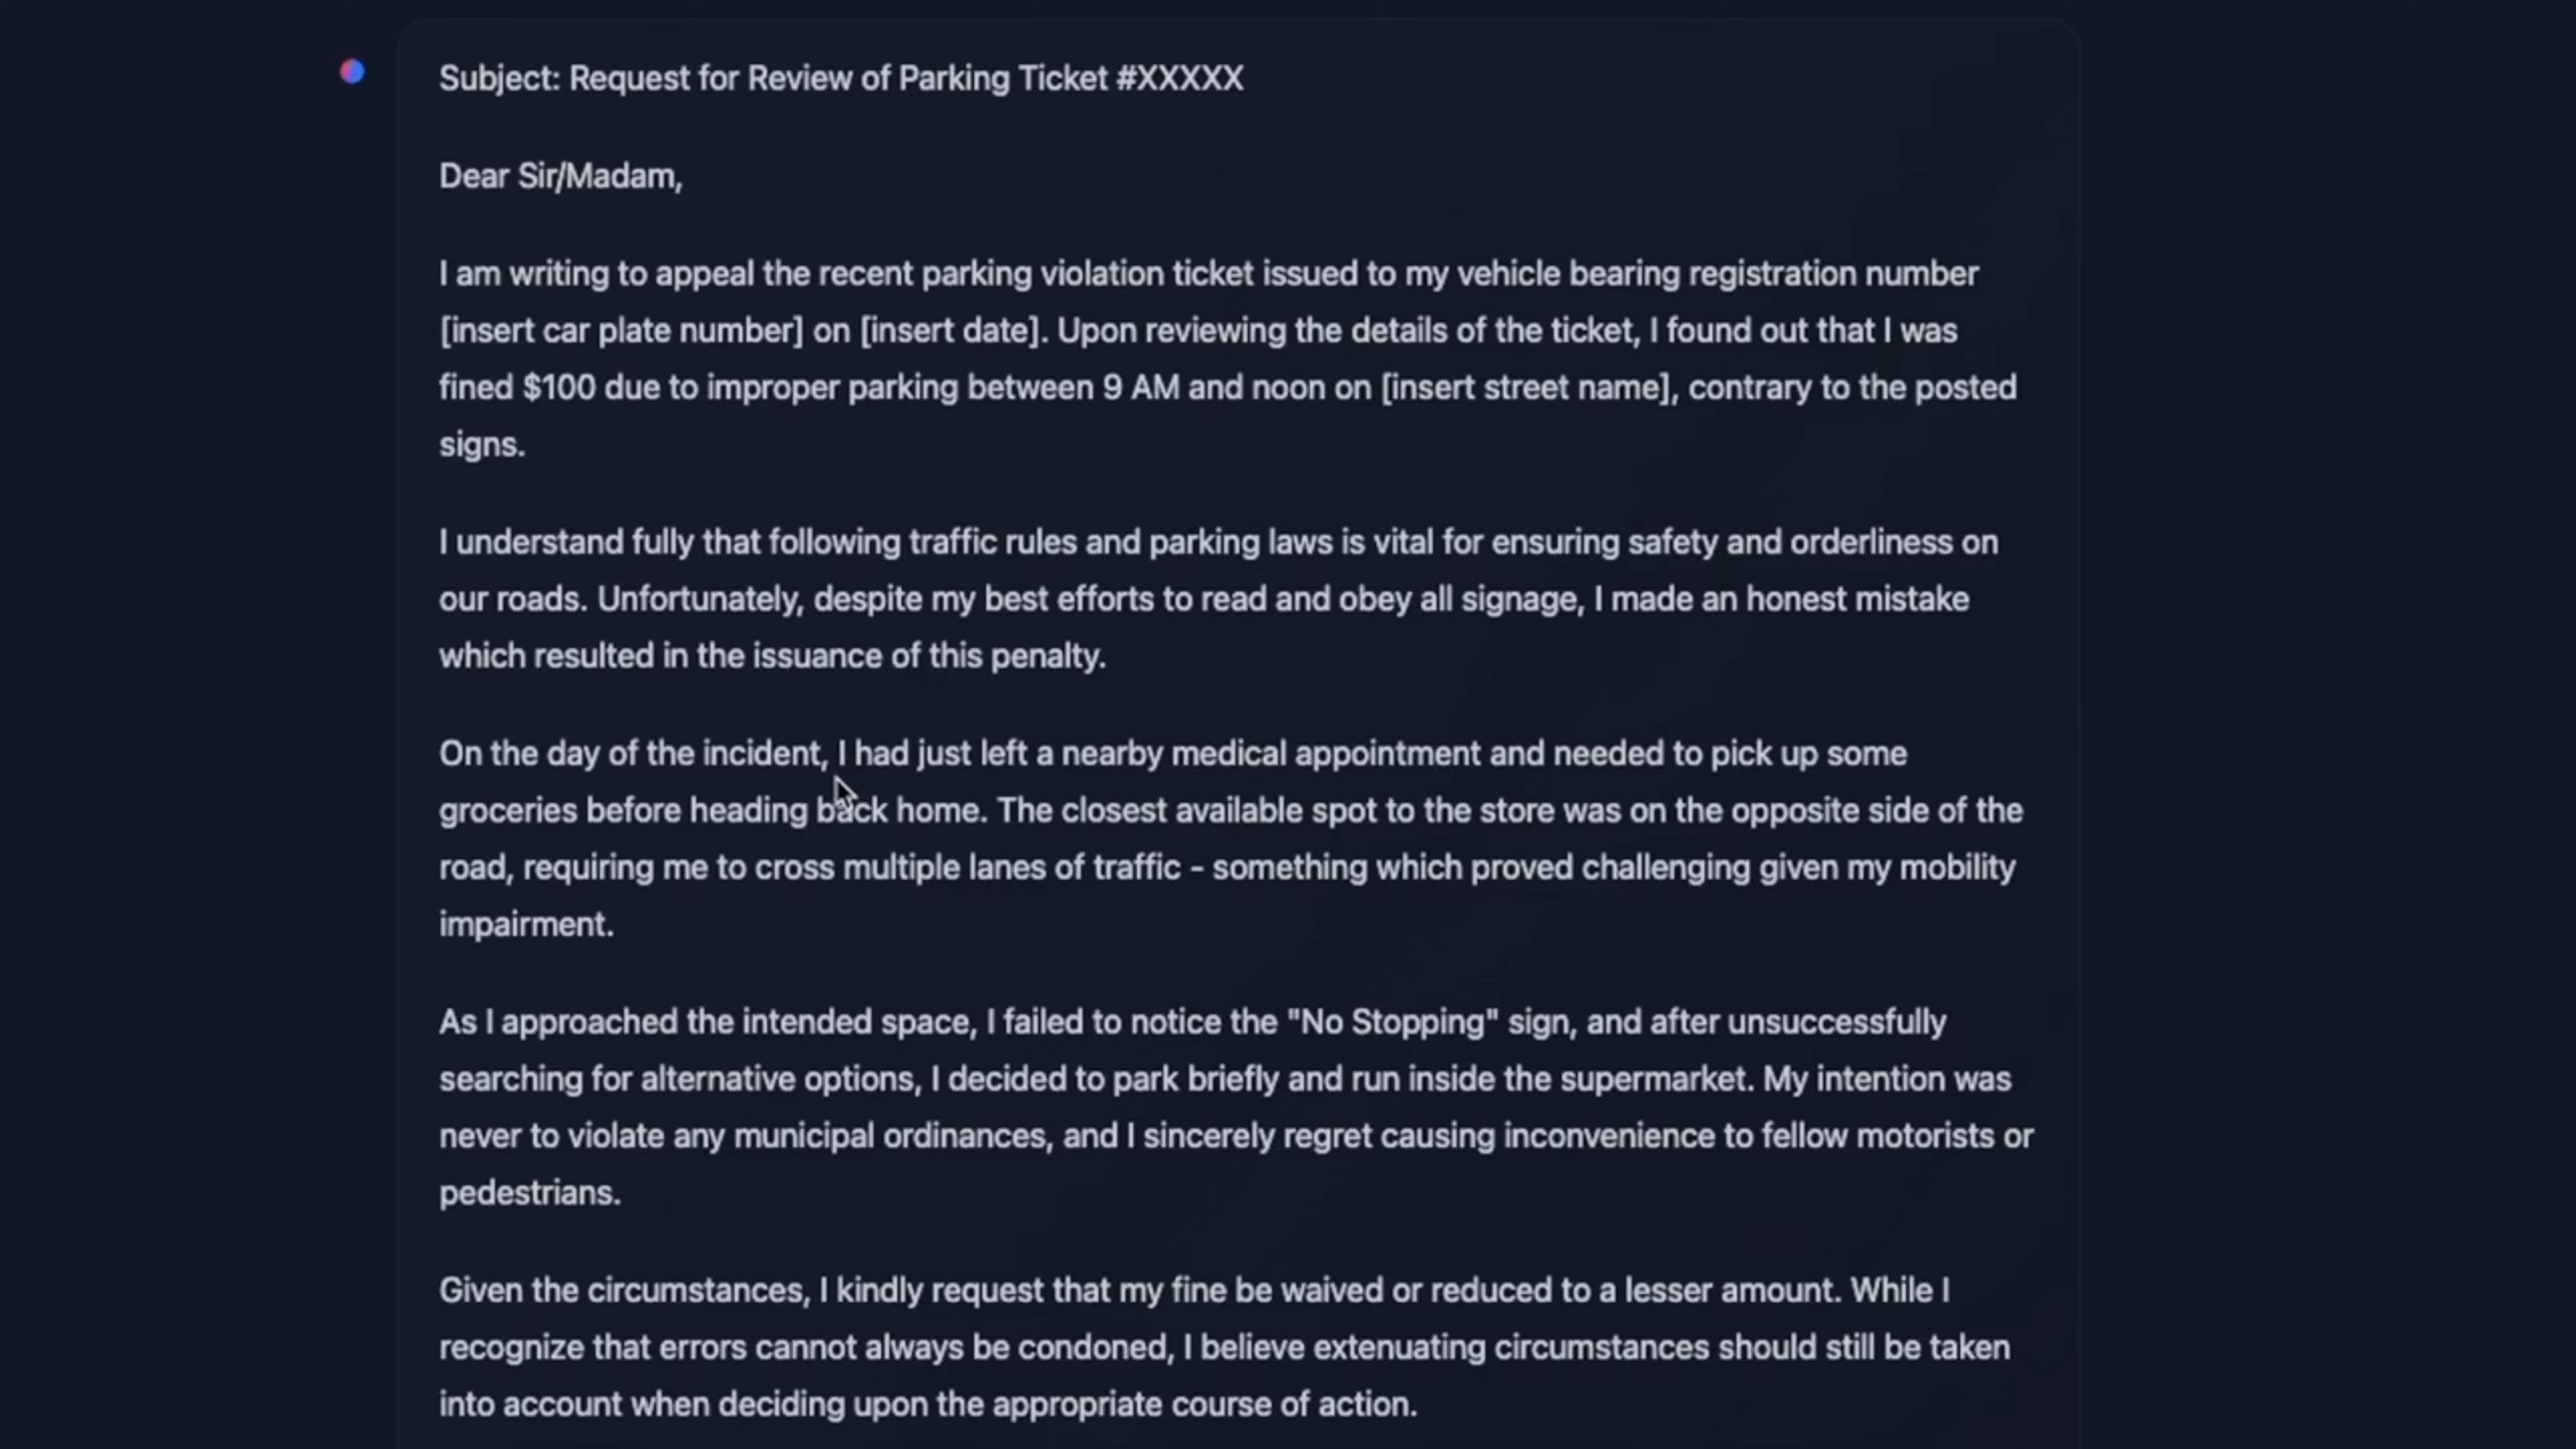 Subject: Request for Review of Parking Ticket #XXXXX
Dear Sir/Madam,
I am writing to appeal the recent parking violation ticket issued to my vehicle bearing registration number
[insert car plate number] on [insert date]. Upon reviewing the details of the ticket, I found out that I was
fined $100 due to improper parking between 9 AM and noon on [insert street name], contrary to the posted
signs.
I understand fully that following traffic rules and parking laws is vital for ensuring safety and orderliness on
our roads. Unfortunately, despite my best efforts to read and obey all signage, I made an honest mistake
which resulted in the issuance of this penalty.
On the day of the incident, I had just left a nearby medical appointment and needed to pick up some
groceries before heading back home. The closest available spot to the store was on the opposite side of the
road, requiring me to cross multiple lanes of traffic - something which proved challenging given my mobility
impairment.
As I approached the intended space, I failed to notice the "No Stopping" sign, and after unsuccessfully
searching for alternative options, I decided to park briefly and run inside the supermarket. My intention was
never to violate any municipal ordinances, and I sincerely regret causing inconvenience to fellow motorists or
pedestrians.
Given the circumstances, I kindly request that my fine be waived or reduced to a lesser amount. While I
recognize that errors cannot always be condoned, I believe extenuating circumstances should still be taken
into account when deciding upon the appropriate course of action.